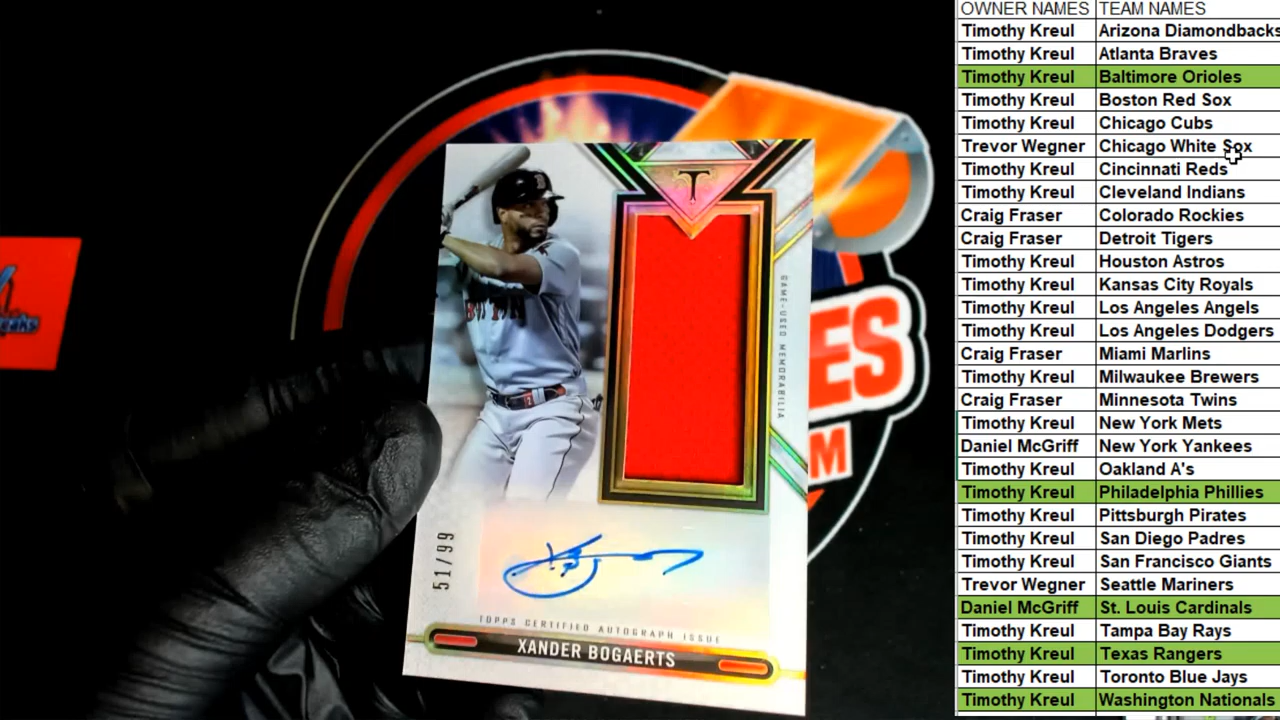 OWNER NAMES TEAM NAMES
Timothy Kreul Arizona Diamondbacks
Timothy Kreul Atlanta Braves
Timothy Kreul Baltimore Orioles
Timothy Kreul Boston Red Sox
Timothy Kreul Chicago Cubs
Trevor Wegner Chicago White Sox
Timothy Kreul Cincinnati Reds
Timothy Kreul Cleveland Indians
Craig Fraser Colorado Rockies
Craig Fraser Detroit Tigers
Timothy Kreul Houston Astros
Timothy Kreul Kansas City Royals
Timothy Kreul Los Angeles Angels
Timothy Kreul Los Angeles Dodgers
Craig Fraser Miami Marlins
Timothy Kreul Milwaukee Brewers
Craig Fraser Minnesota Twins
Timothy Kreul New York Mets
Daniel McGriff New York Yankees
Timothy Kreul Oakland A's
Timothy Kreul Philadelphia Phillies
Timothy Kreul Pittsburgh Pirates
Timothy Kreul San Diego Padres
Timothy Kreul San Francisco Giants
Trevor Wegner Seattle Mariners
Daniel McGriff St. Louis Cardinals
Timothy Kreul Tampa Bay Rays
Timothy Kreul Texas Rangers
Timothy Kreul Toronto Blue Jays
Timothy Kreul Washington Nationals
T
GAME-USED MEMORABILIA
51/99
TOPPS CERTIFIED AUTOGRAPH ISSUE
XANDER BOGAERTS
ES
M